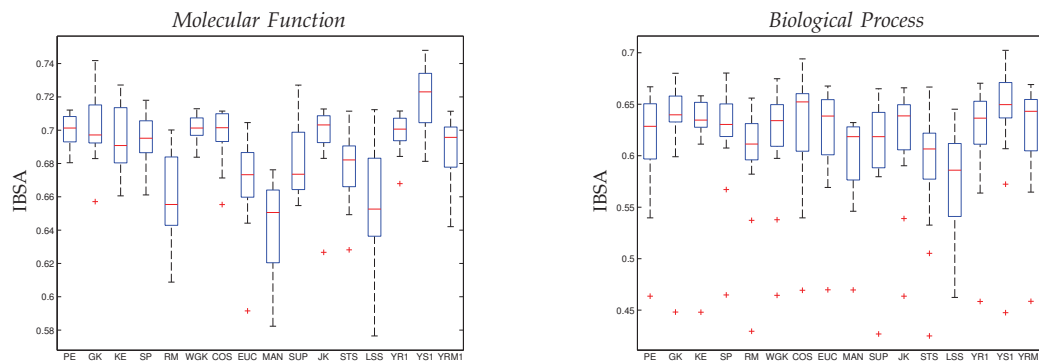 Molecular Function
IBSA
0.74
0.72
0.7
0.68
0.66
0.64
0.62
0.6
0.58
PE GK KE SP RM WGK COS EUC MAN SUP JK STS LSS YR1 YS1 YRM1
Biological Process
IBSA
0.7
0.65
0.6
0.55
0.5
0.45
PE GK KE SP RM WGK COS EUC MAN SUP JK STS LSS YR1 YS1 YRM1